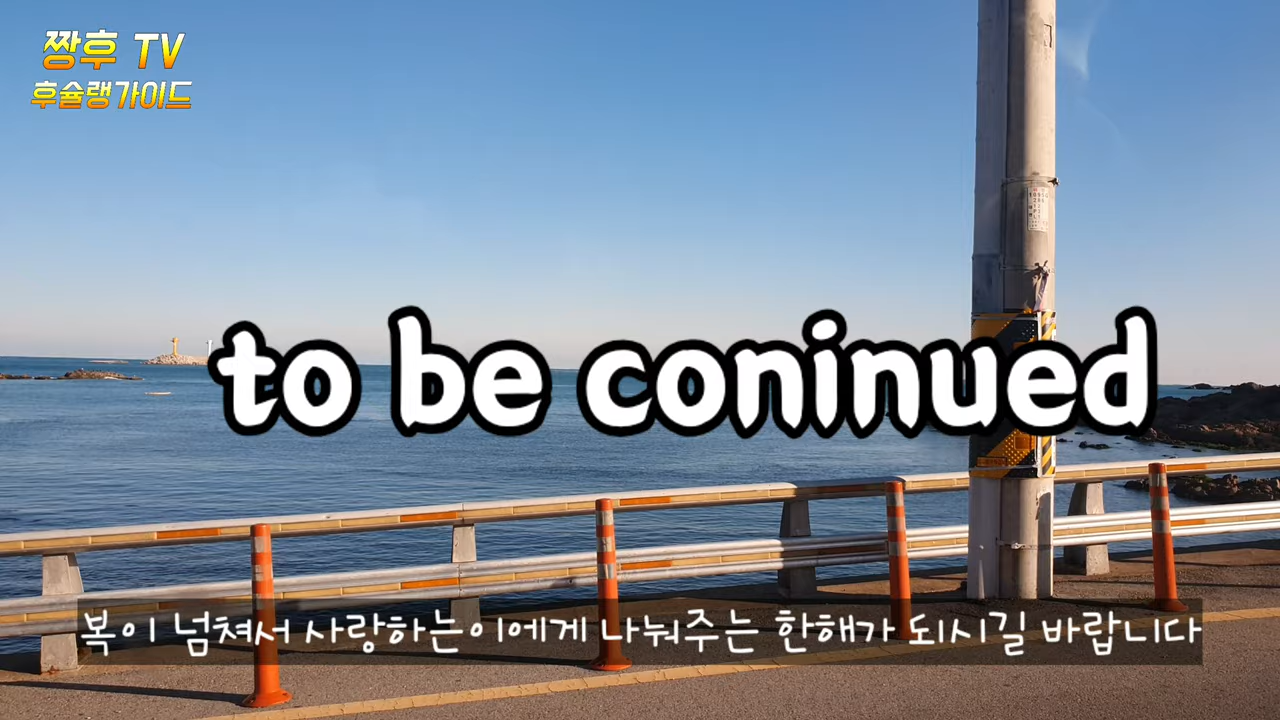 짱후 TV
후슐랭가이드
to be coninued
복이 넘쳐서 사랑하는이에게 나눠주는 한해가 되시길 바랍니다